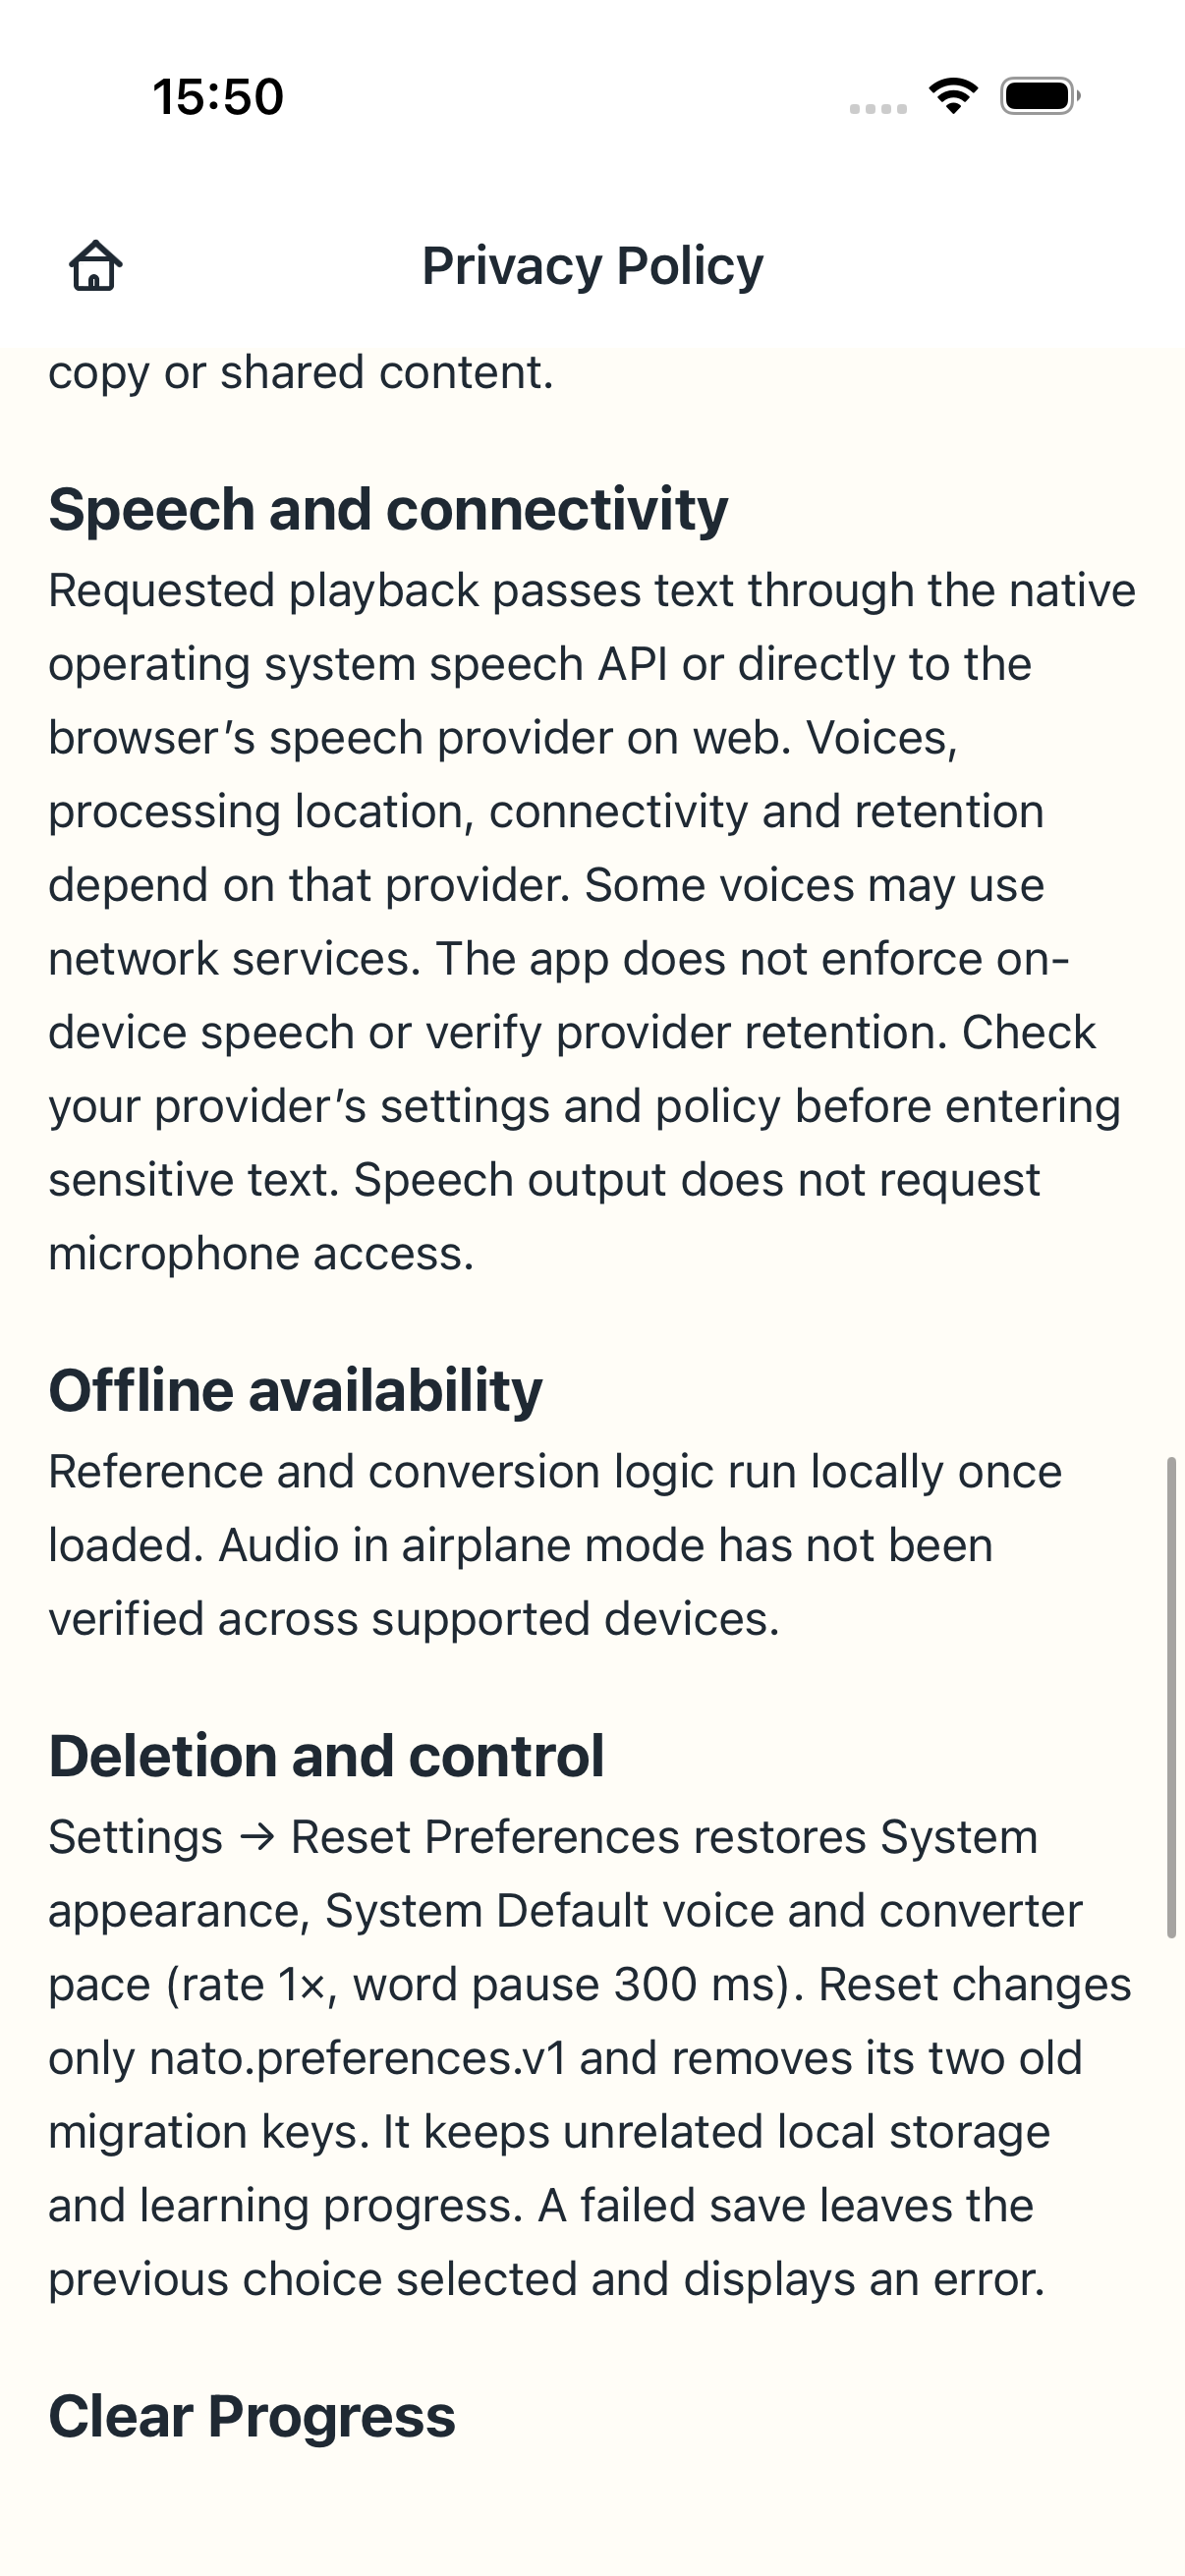 15:50
Privacy Policy
copy or shared content.
Speech and connectivity
Requested playback passes text through the native
operating system speech API or directly to the
browser’s speech provider on web. Voices,
processing location, connectivity and retention
depend on that provider. Some voices may use
network services. The app does not enforce on-
device speech or verify provider retention. Check
your provider’s settings and policy before entering
sensitive text. Speech output does not request
microphone access.
Offline availability
Reference and conversion logic run locally once
loaded. Audio in airplane mode has not been
verified across supported devices.
Deletion and control
Settings → Reset Preferences restores System
appearance, System Default voice and converter
pace (rate 1×, word pause 300 ms). Reset changes
only nato.preferences.v1 and removes its two old
migration keys. It keeps unrelated local storage
and learning progress. A failed save leaves the
previous choice selected and displays an error.
Clear Progress